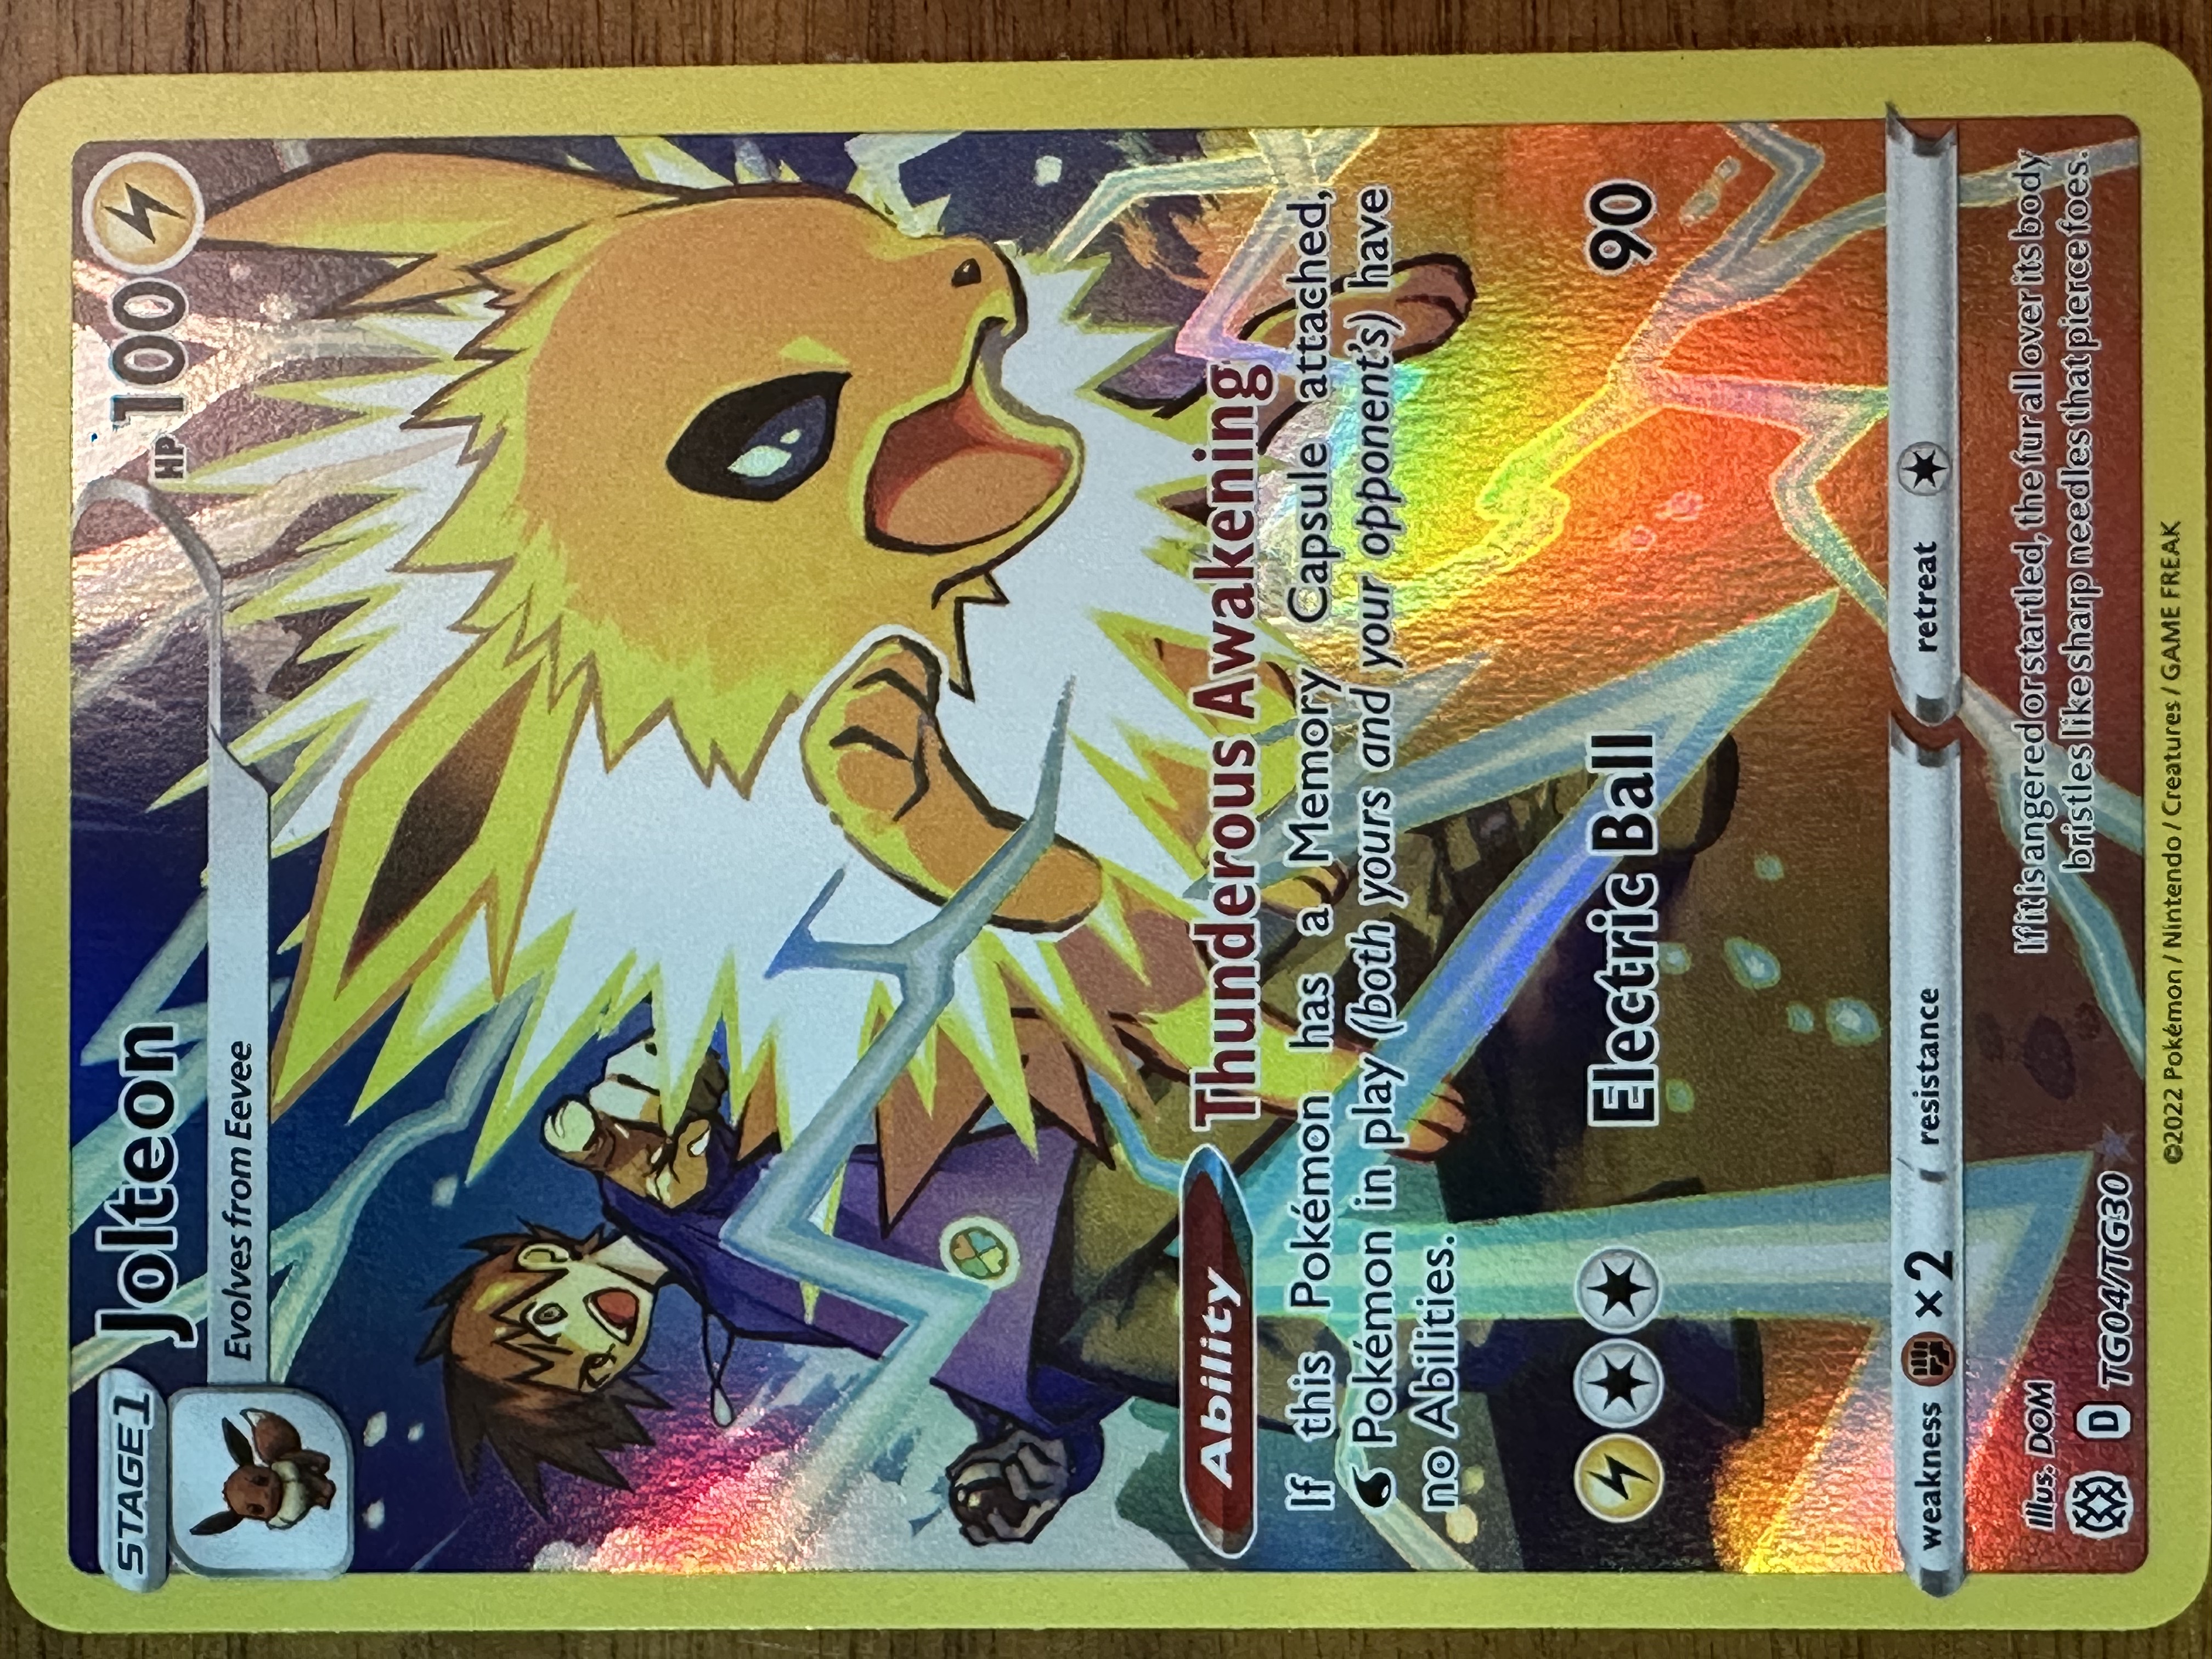 STAGE 1
Jolteon
HP 100
Evolves from Eevee
Ability Thunderous Awakening
If this Pokémon has a Memory Capsule attached,
Pokémon in play (both yours and your opponent's) have
no Abilities.
Electric Ball 90
weakness ×2 resistance retreat
Illus. DOM
If it is angered or startled, the fur all over its body
bristles like sharp needles that pierce foes.
D TG04/TG30
©2022 Pokémon / Nintendo / Creatures / GAME FREAK